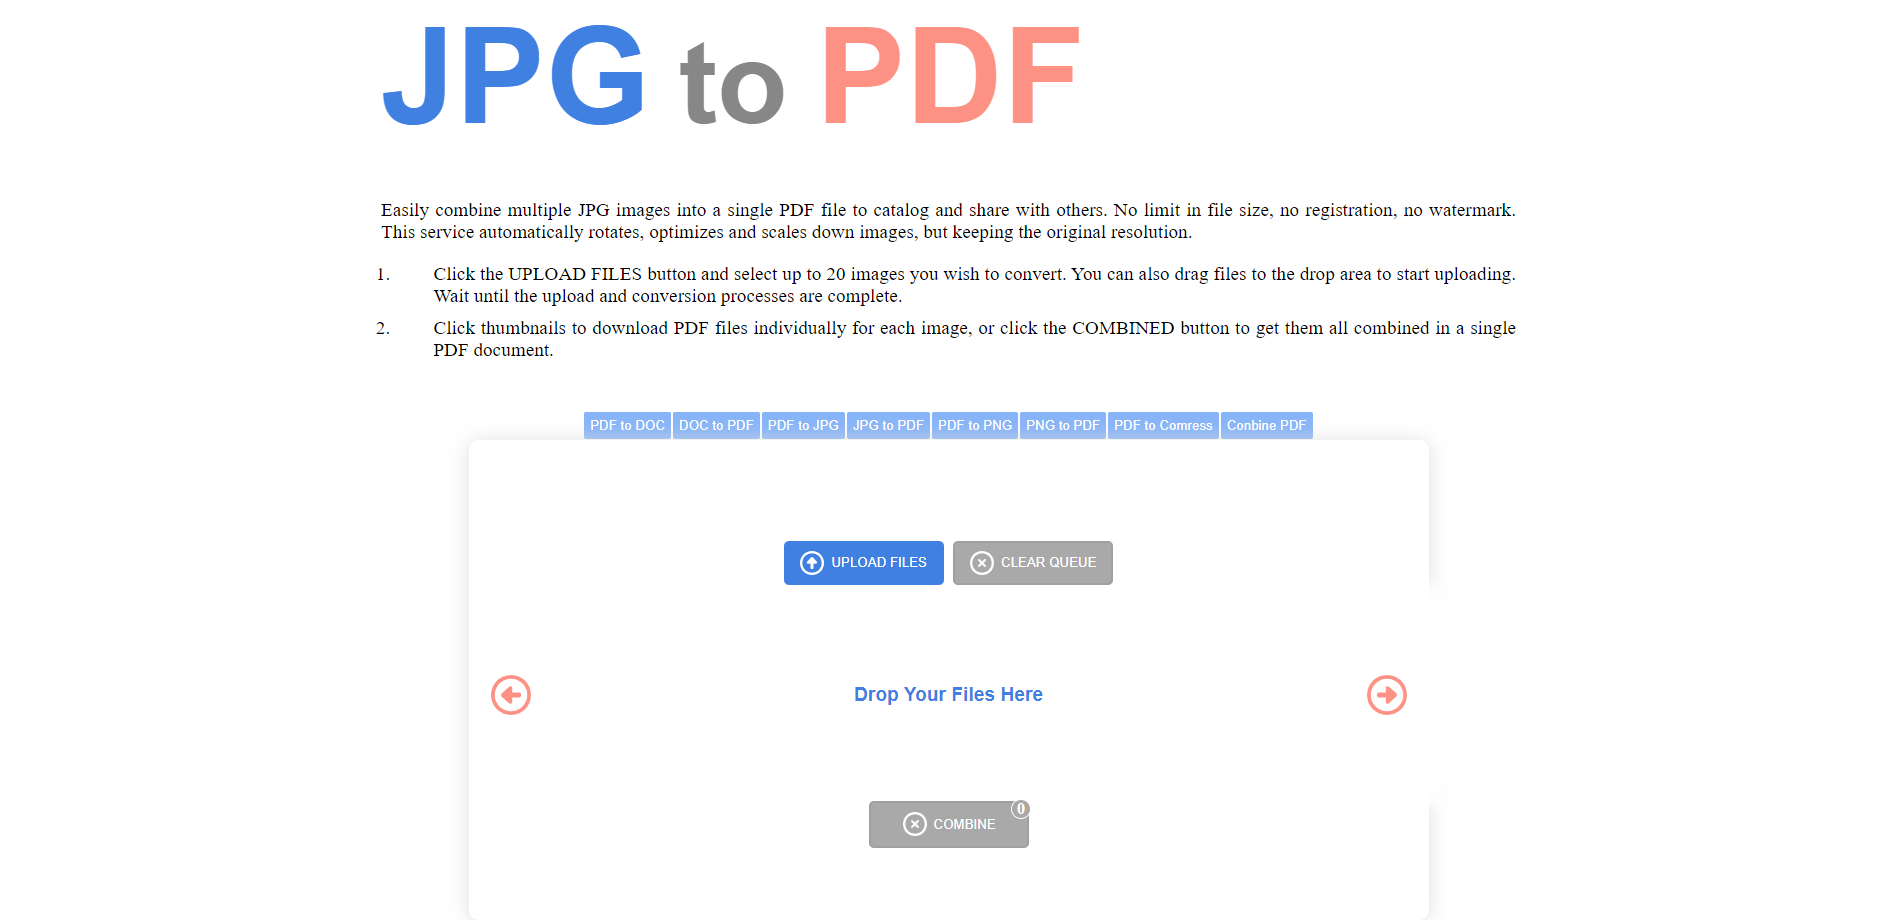 JPG to PDF
Easily combine multiple JPG images into a single PDF file to catalog and share with others. No limit in file size, no registration, no watermark.
This service automatically rotates, optimizes and scales down images, but keeping the original resolution.
1. Click the UPLOAD FILES button and select up to 20 images you wish to convert. You can also drag files to the drop area to start uploading.
Wait until the upload and conversion processes are complete.
2. Click thumbnails to download PDF files individually for each image, or click the COMBINED button to get them all combined in a single
PDF document.
PDF to DOC DOC to PDF PDF to JPG JPG to PDF PDF to PNG PNG to PDF PDF to Comress Conbine PDF
UPLOAD FILES CLEAR QUEUE
Drop Your Files Here
0
COMBINE